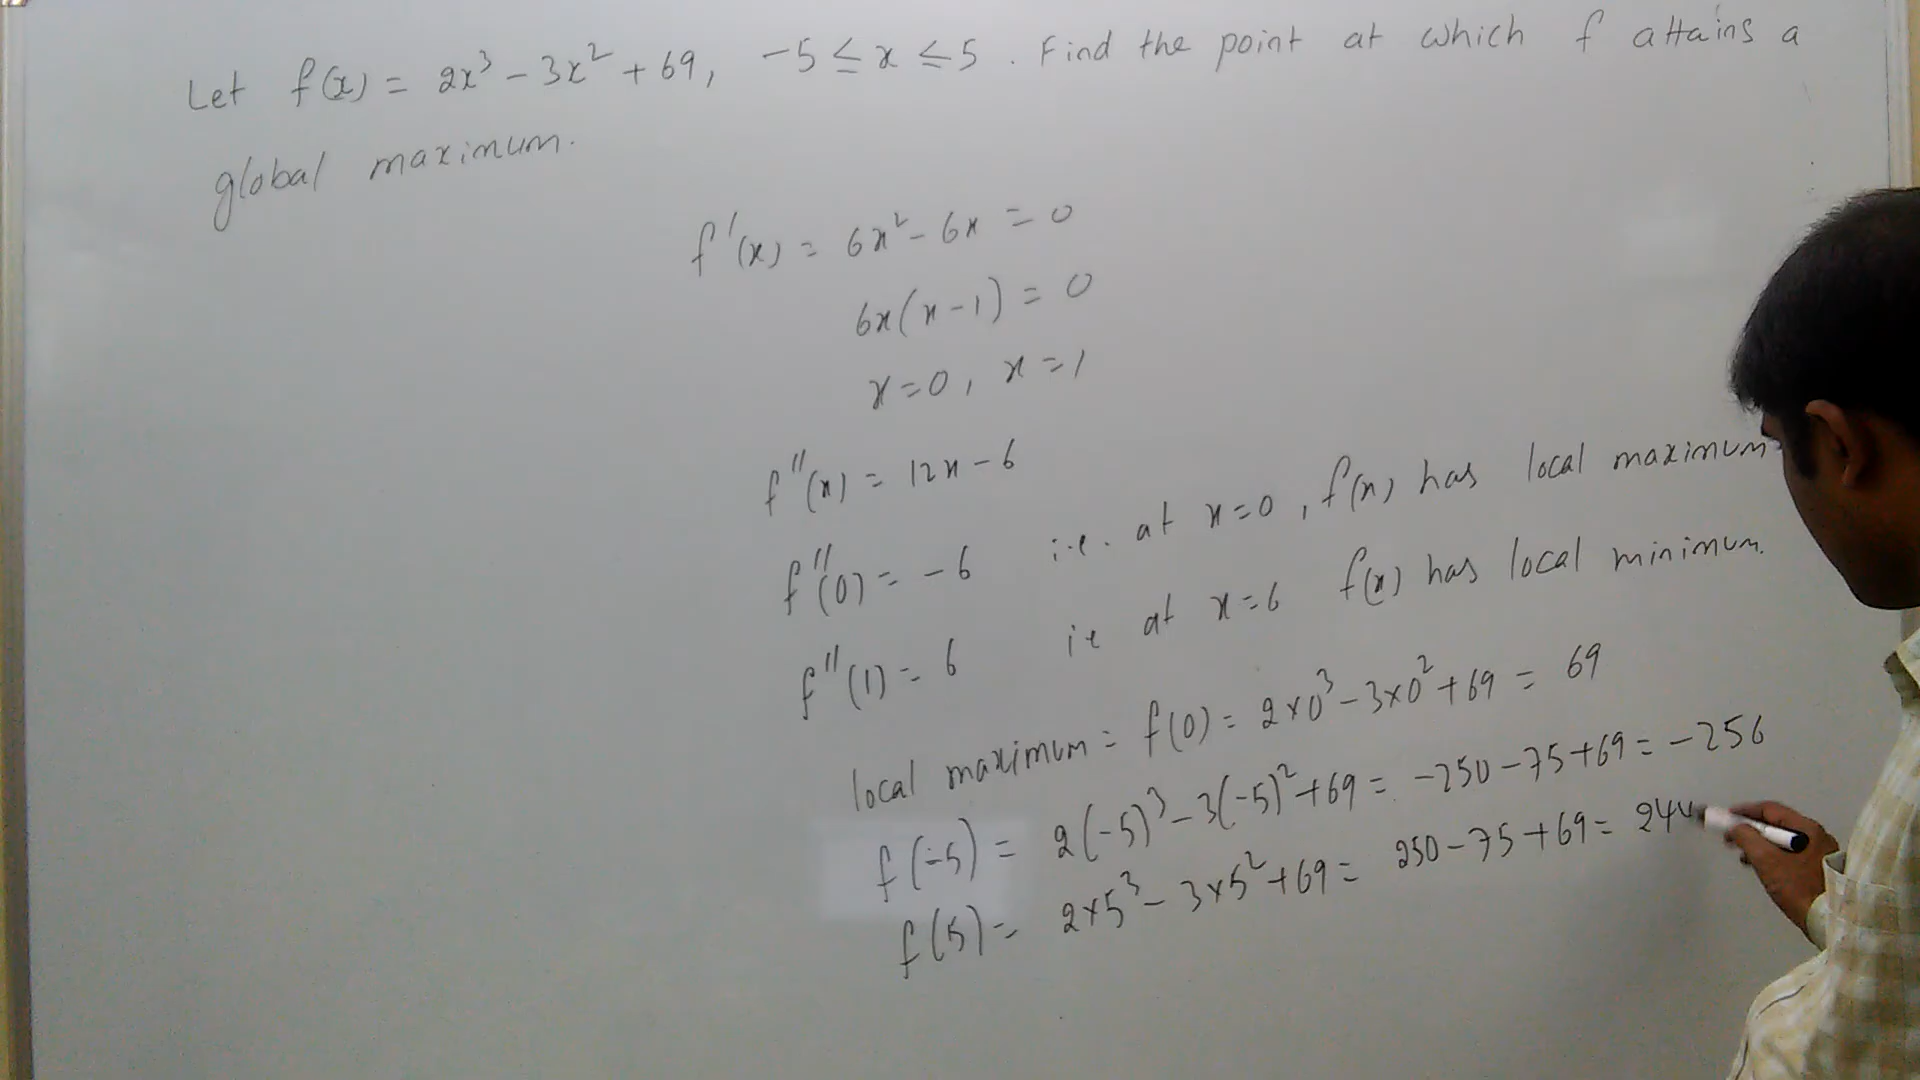 Let f(x) = 2x³ - 3x² + 69, -5 ≤ x ≤ 5. Find the point at which f attains a
global maximum.
f'(x) = 6x² - 6x = 0
6x(x-1) = 0
x=0, x=1
f''(x) = 12x - 6
f''(0) = -6 i.e. at x=0, f(x) has local maximum
f''(1) = 6 ie at x=6 f(x) has local minimum.
local maximum = f(0) = 2×0³ - 3×0² + 69 = 69
f(-5) = 2(-5)³ - 3(-5)² + 69 = -250 - 75 + 69 = -256
f(5) = 2×5³ - 3×5² + 69 = 250 - 75 + 69 = 244